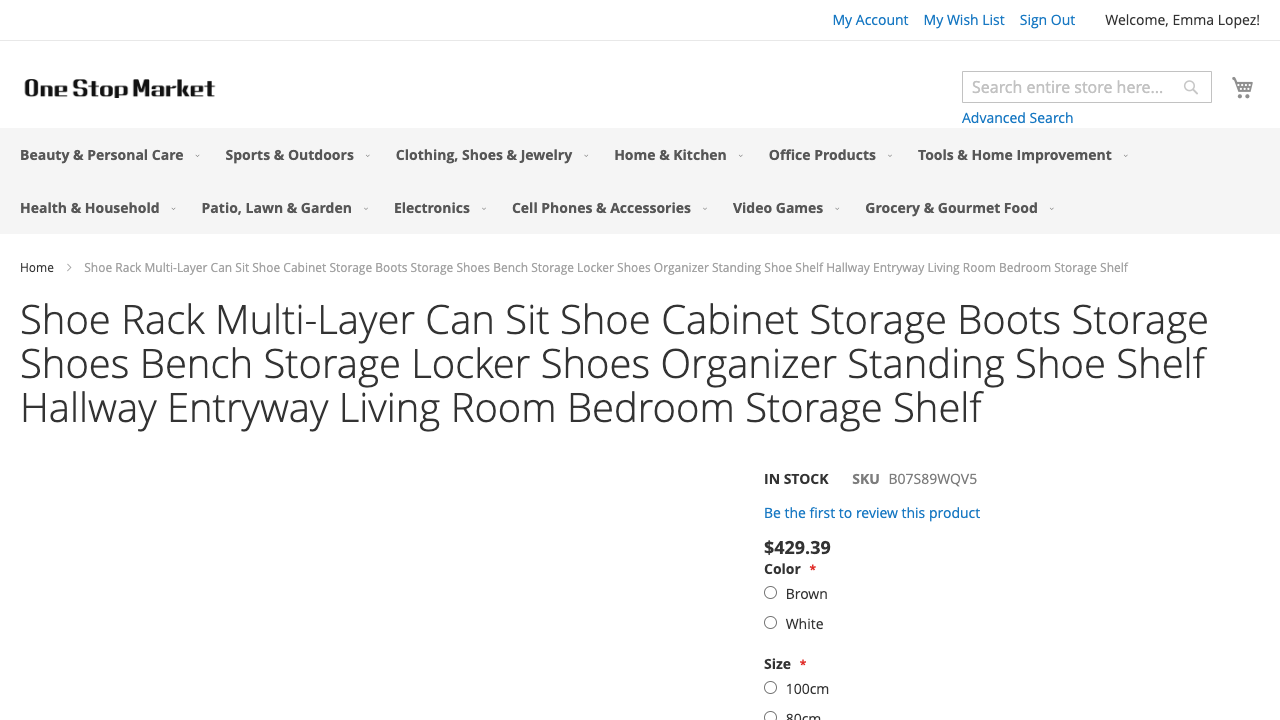 My Account My Wish List Sign Out Welcome, Emma Lopez!
One Stop Market
Search entire store here...
Advanced Search
Beauty & Personal Care Sports & Outdoors Clothing, Shoes & Jewelry Home & Kitchen Office Products Tools & Home Improvement
Health & Household Patio, Lawn & Garden Electronics Cell Phones & Accessories Video Games Grocery & Gourmet Food
Home Shoe Rack Multi-Layer Can Sit Shoe Cabinet Storage Boots Storage Shoes Bench Storage Locker Shoes Organizer Standing Shoe Shelf Hallway Entryway Living Room Bedroom Storage Shelf
Shoe Rack Multi-Layer Can Sit Shoe Cabinet Storage Boots Storage
Shoes Bench Storage Locker Shoes Organizer Standing Shoe Shelf
Hallway Entryway Living Room Bedroom Storage Shelf
IN STOCK SKU B07S89WQV5
Be the first to review this product
$429.39
Color *
Brown
White
Size *
100cm
80cm